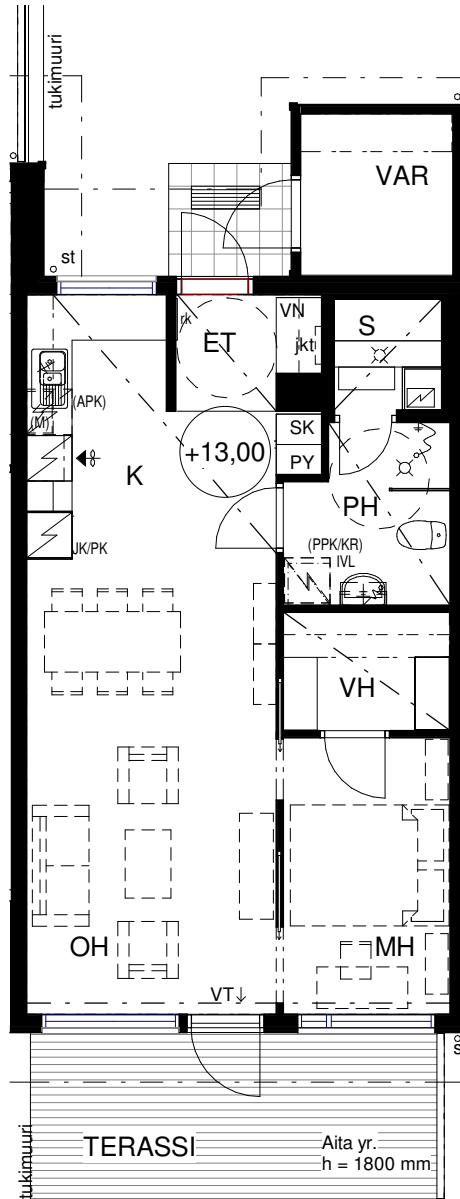 tukimuuri
VAR
st
rk
VN
ET
jkt
S
(APK)
(M)
SK
+13,00
PY
K
PH
JK/PK
(PPK/KR)
IVL
VH
OH
MH
VT
s
TERASSI
Aita yr.
h = 1800 mm
tukimuuri